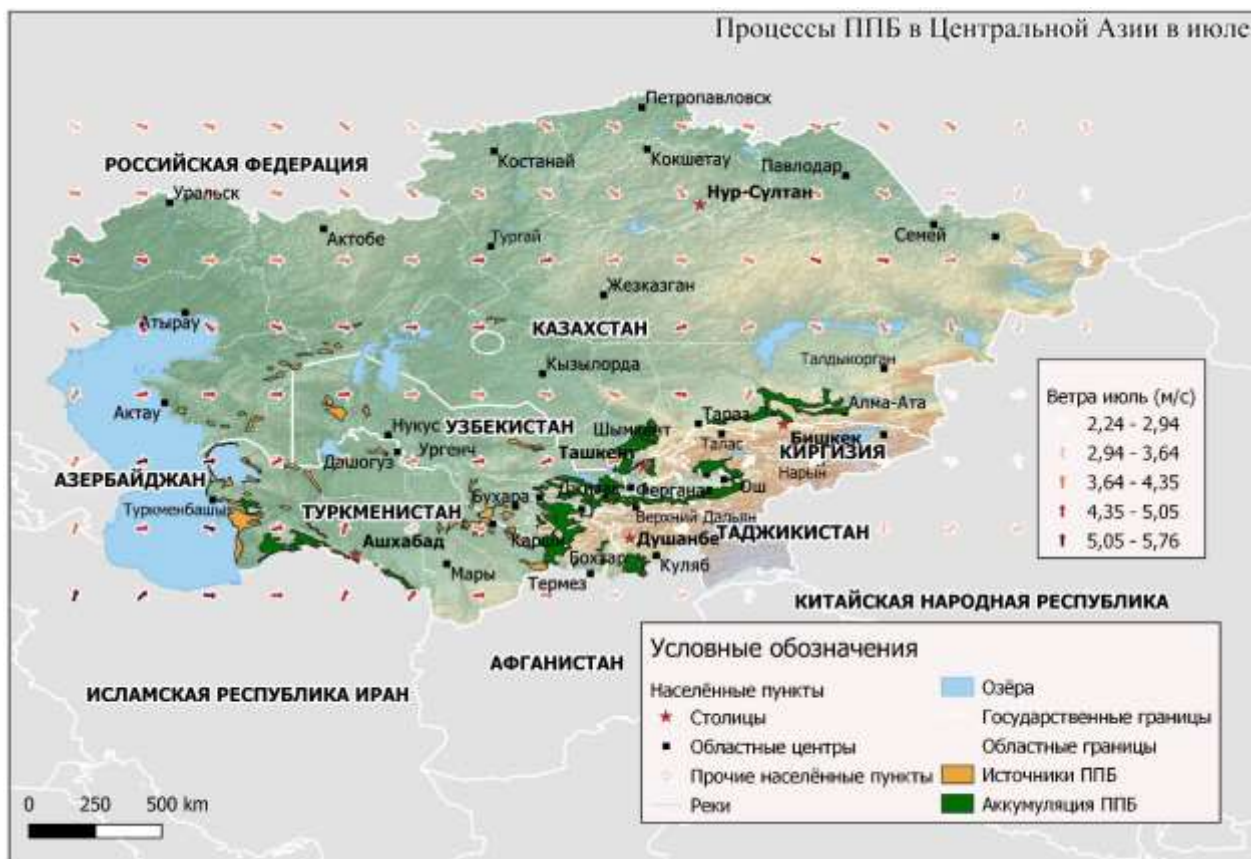 Процессы ППБ в Центральной Азии в июле
Петропавловск
РОССИЙСКАЯ ФЕДЕРАЦИЯ
Костанай
Кокшетау
Павлодар
Уральск
Нур-Султан
Актобе
Тургай
Семей
Жезказган
Атырау
КАЗАХСТАН
Кызылорда
Талдыкорган
Актау
Тараз
Алма-Ата
Нукус
УЗБЕКИСТАН
Шымкент
Талас
Бишкек
Ургенч
Ташкент
КИРГИЗИЯ
Дашогуз
АЗЕРБАЙДЖАН
Нарын
Ош
Фергана
Бухара
Туркменбашы
ТУРКМЕНИСТАН
Верхний Дальян
ТАДЖИКИСТАН
Ашхабад
Душанбе
Мары
Куляб
Термез
КИТАЙСКАЯ НАРОДНАЯ РЕСПУБЛИКА
АФГАНИСТАН
ИСЛАМСКАЯ РЕСПУБЛИКА ИРАН
Ветра июль (м/с)
2,24 - 2,94
2,94 - 3,64
3,64 - 4,35
4,35 - 5,05
5,05 - 5,76
Условные обозначения
Населённые пункты
Столицы
Областные центры
Прочие населённые пункты
Реки
Озёра
Государственные границы
Областные границы
Источники ППБ
Аккумуляция ППБ
0 250 500 km